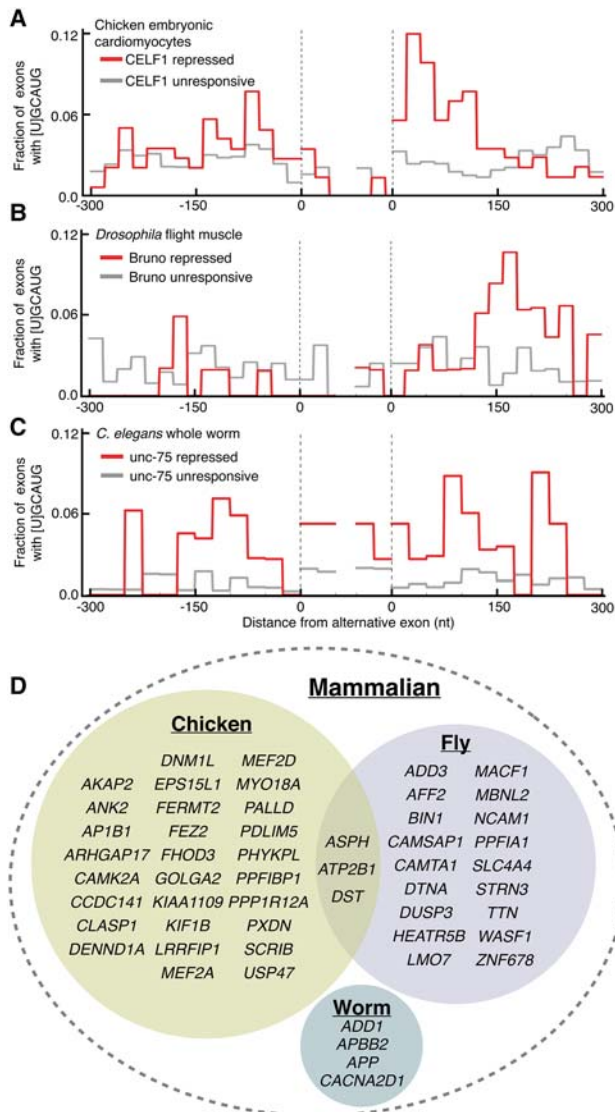 A
Chicken embryonic
cardiomyocytes
CELF1 repressed
CELF1 unresponsive
Fraction of exons
with [U]GCAUG
0.12
0.06
0.0
-300
-150
0
0
150
300
B
Drosophila flight muscle
Bruno repressed
Bruno unresponsive
Fraction of exons
with [U]GCAUG
0.12
0.06
0.0
-300
-150
0
0
150
300
C
C. elegans whole worm
unc-75 repressed
unc-75 unresponsive
Fraction of exons
with [U]GCAUG
0.12
0.06
0.0
-300
-150
0
0
150
300
Distance from alternative exon (nt)
D
Mammalian
Chicken
DNM1L MEF2D
AKAP2 EPS15L1 MYO18A
ANK2 FERMT2 PALLD
AP1B1 FEZ2 PDLIM5
ARHGAP17 FHOD3 PHYKPL
CAMK2A GOLGA2 PPFIBP1
CCDC141 KIAA1109 PPP1R12A
CLASP1 KIF1B PXDN
DENND1A LRRFIP1 SCRIB
MEF2A USP47
ASPH
ATP2B1
DST
Fly
ADD3 MACF1
AFF2 MBNL2
BIN1 NCAM1
CAMSAP1 PPFIA1
CAMTA1 SLC4A4
DTNA STRN3
DUSP3 TTN
HEATR5B WASF1
LMO7 ZNF678
Worm
ADD1
APBB2
APP
CACNA2D1